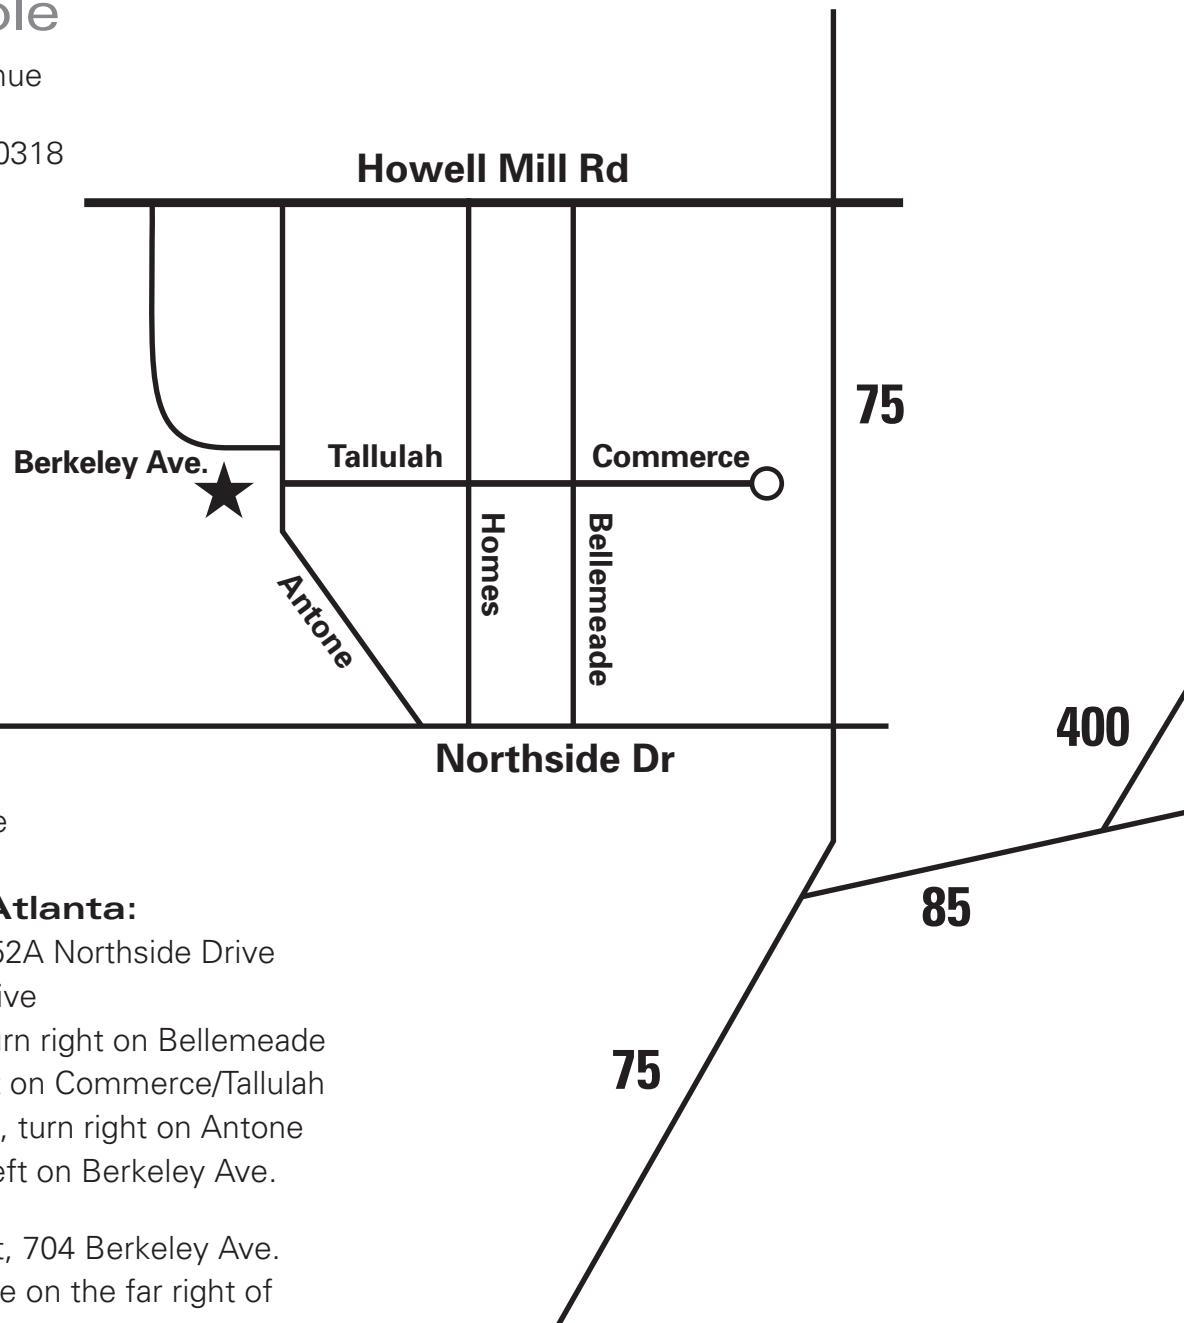 ole
nue
0318
Howell Mill Rd
75
Berkeley Ave.
Tallulah
Commerce
Homes
Bellemeade
Antone
400
Northside Dr
e
85
Atlanta:
52A Northside Drive
ive
urn right on Bellemeade
t on Commerce/Tallulah
, turn right on Antone
eft on Berkeley Ave.
75
t, 704 Berkeley Ave.
e on the far right of